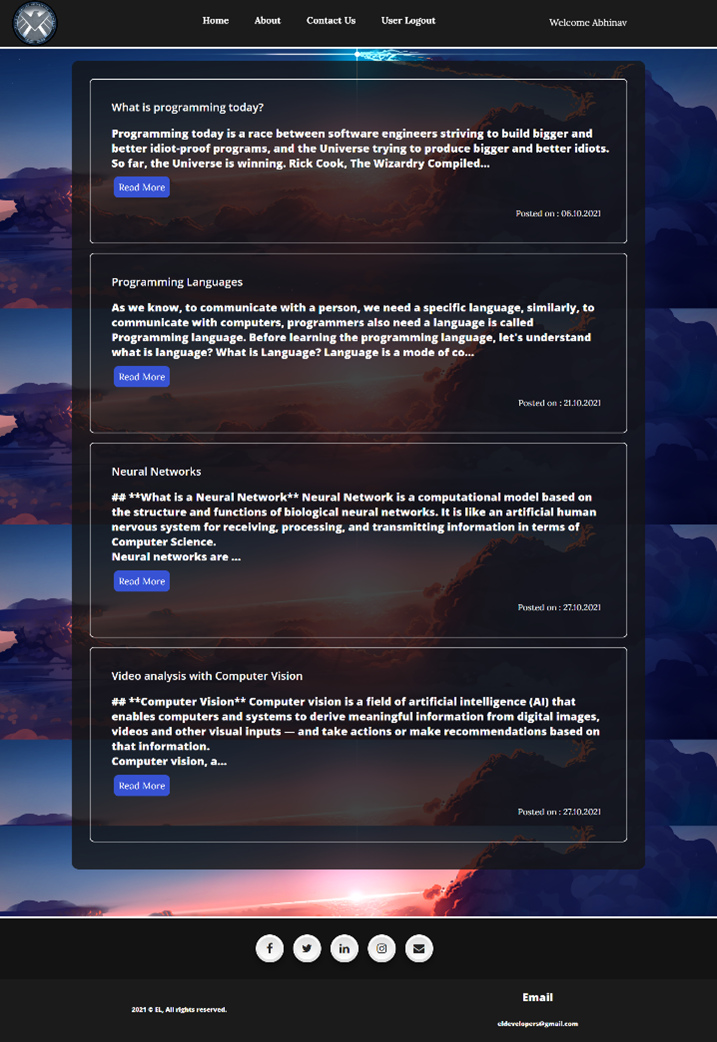 Home About Contact Us User Logout Welcome Abhinav
What is programming today?
Programming today is a race between software engineers striving to build bigger and
better idiot-proof programs, and the Universe trying to produce bigger and better idiots.
So far, the Universe is winning. Rick Cook, The Wizardry Compiled...
Read More
Posted on : 06.10.2021
Programming Languages
As we know, to communicate with a person, we need a specific language, similarly, to
communicate with computers, programmers also need a language is called
Programming language. Before learning the programming language, let's understand
what is language? What is Language? Language is a mode of co...
Read More
Posted on : 21.10.2021
Neural Networks
## **What is a Neural Network** Neural Network is a computational model based on
the structure and functions of biological neural networks. It is like an artificial human
nervous system for receiving, processing, and transmitting information in terms of
Computer Science.
Neural networks are ...
Read More
Posted on : 27.10.2021
Video analysis with Computer Vision
## **Computer Vision** Computer vision is a field of artificial intelligence (AI) that
enables computers and systems to derive meaningful information from digital images,
videos and other visual inputs — and take actions or make recommendations based on
that information.
Computer vision, a...
Read More
Posted on : 27.10.2021
2021 © EL, All rights reserved.
Email
eldevelopers@gmail.com